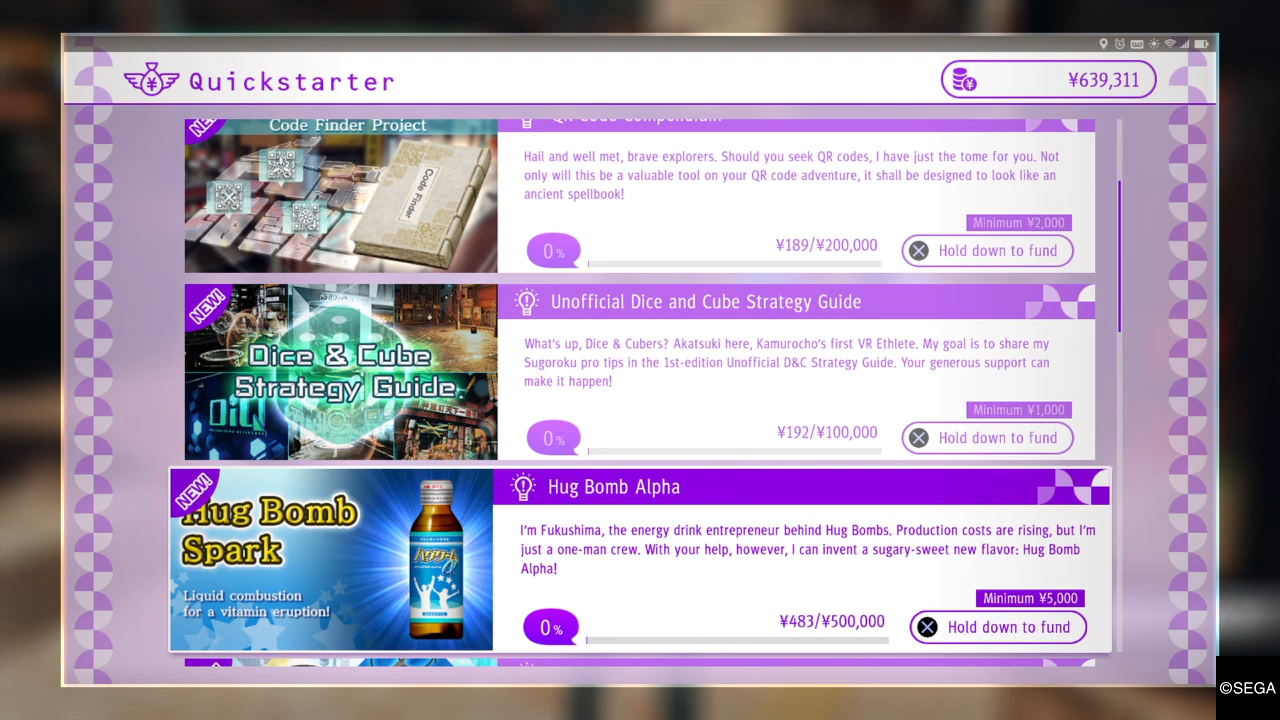 Quickstarter
¥639,311
NEW!
Code Finder Project
Code Finder
QR Code Compendium
Hail and well met, brave explorers. Should you seek QR codes, I have just the tome for you. Not
only will this be a valuable tool on your QR code adventure, it shall be designed to look like an
ancient spellbook!
Minimum ¥2,000
0%
¥189/¥200,000
Hold down to fund
NEW!
Dice & Cube
Strategy Guide
Unofficial Dice and Cube Strategy Guide
What's up, Dice & Cubers? Akatsuki here, Kamurocho's first VR Ethlete. My goal is to share my
Sugoroku pro tips in the 1st-edition Unofficial D&C Strategy Guide. Your generous support can
make it happen!
Minimum ¥1,000
0%
¥192/¥100,000
Hold down to fund
NEW!
Hug Bomb
Spark
Liquid combustion
for a vitamin eruption!
Hug Bomb Alpha
I'm Fukushima, the energy drink entrepreneur behind Hug Bombs. Production costs are rising, but I'm
just a one-man crew. With your help, however, I can invent a sugary-sweet new flavor: Hug Bomb
Alpha!
Minimum ¥5,000
0%
¥483/¥500,000
Hold down to fund
©SEGA